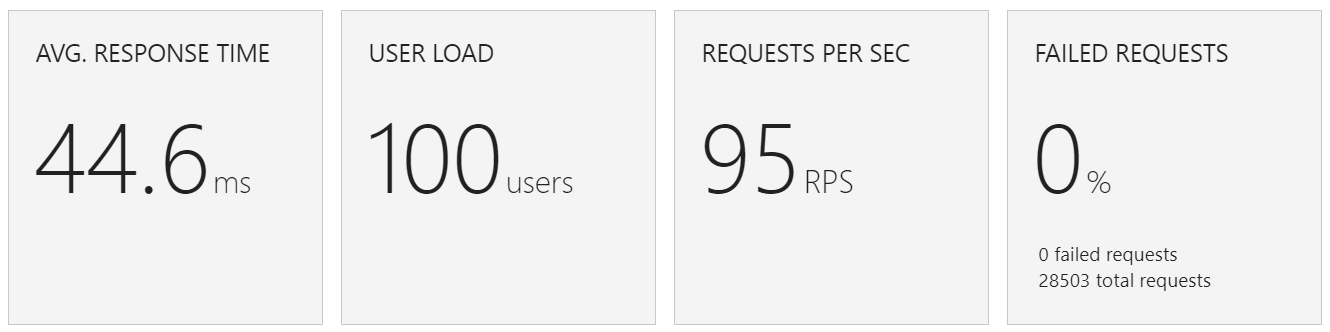 AVG. RESPONSE TIME
44.6 ms
USER LOAD
100 users
REQUESTS PER SEC
95 RPS
FAILED REQUESTS
0 %
0 failed requests
28503 total requests